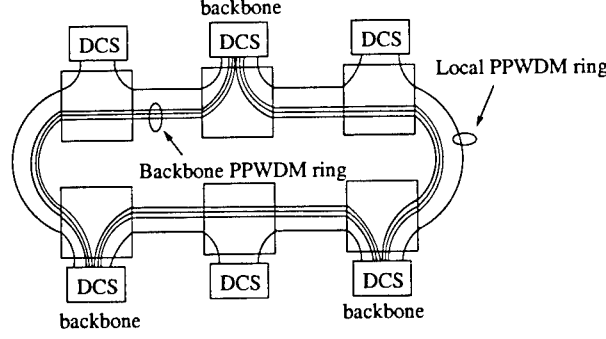 backbone
DCS
DCS
DCS
Local PPWDM ring
Backbone PPWDM ring
DCS
DCS
DCS
backbone
backbone